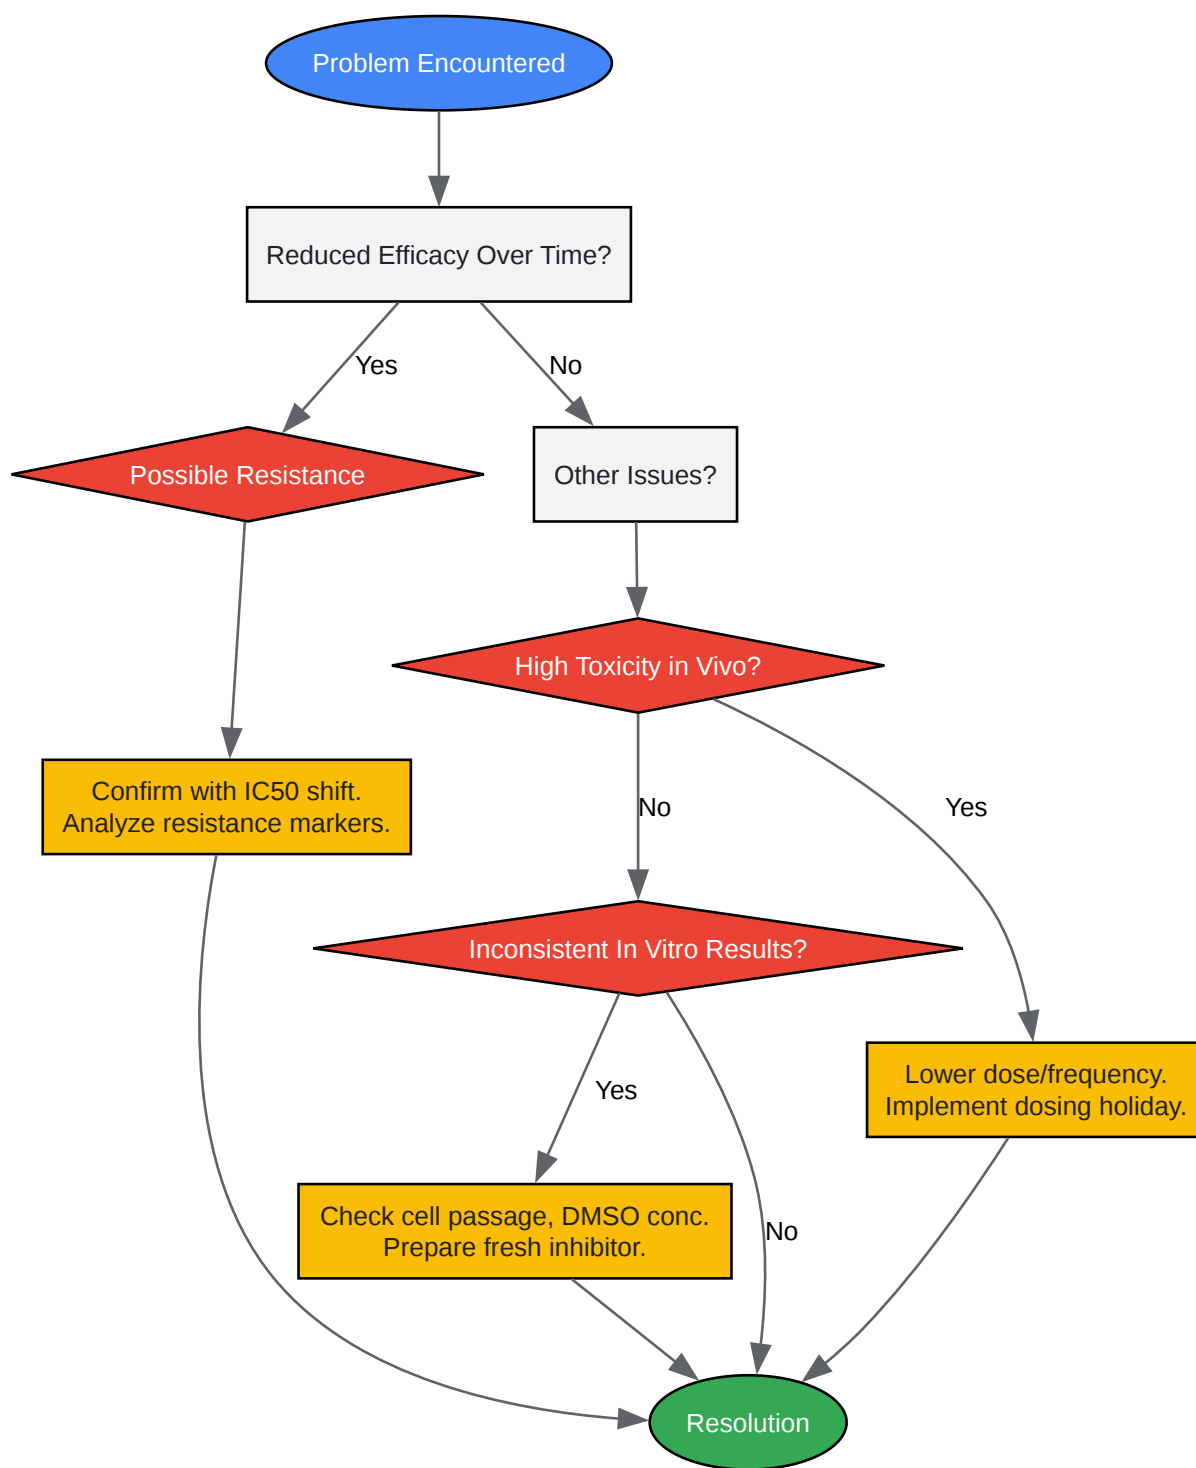 Problem Encountered
Reduced Efficacy Over Time?
Yes
No
Possible Resistance
Other Issues?
High Toxicity in Vivo?
Confirm with IC50 shift.
Analyze resistance markers.
No
Yes
Inconsistent In Vitro Results?
Yes
Lower dose/frequency.
Implement dosing holiday.
Check cell passage, DMSO conc.
Prepare fresh inhibitor.
No
Resolution